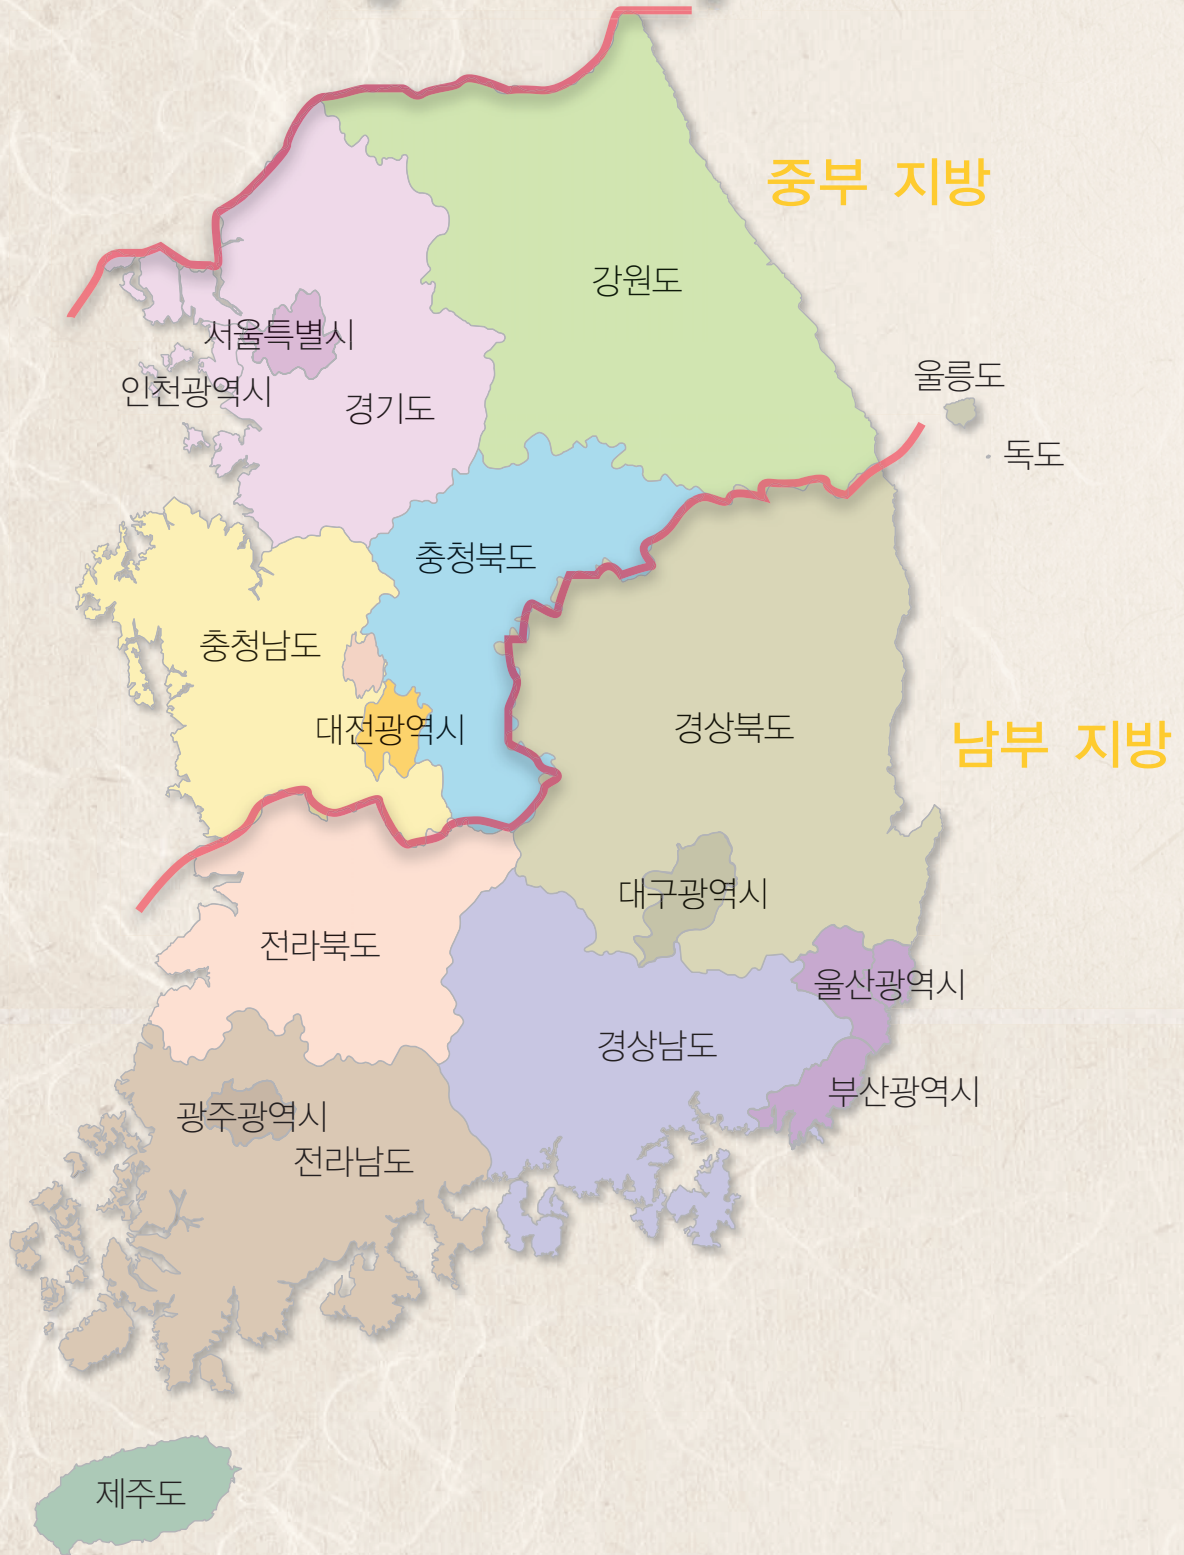 중부 지방
강원도
서울특별시
인천광역시
경기도
울릉도
독도
충청북도
충청남도
대전광역시
경상북도
남부 지방
대구광역시
전라북도
울산광역시
경상남도
부산광역시
광주광역시
전라남도
제주도